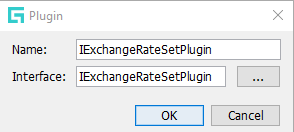 Plugin
Name: IExchangeRateSetPlugin
Interface: IExchangeRateSetPlugin ...
OK Cancel